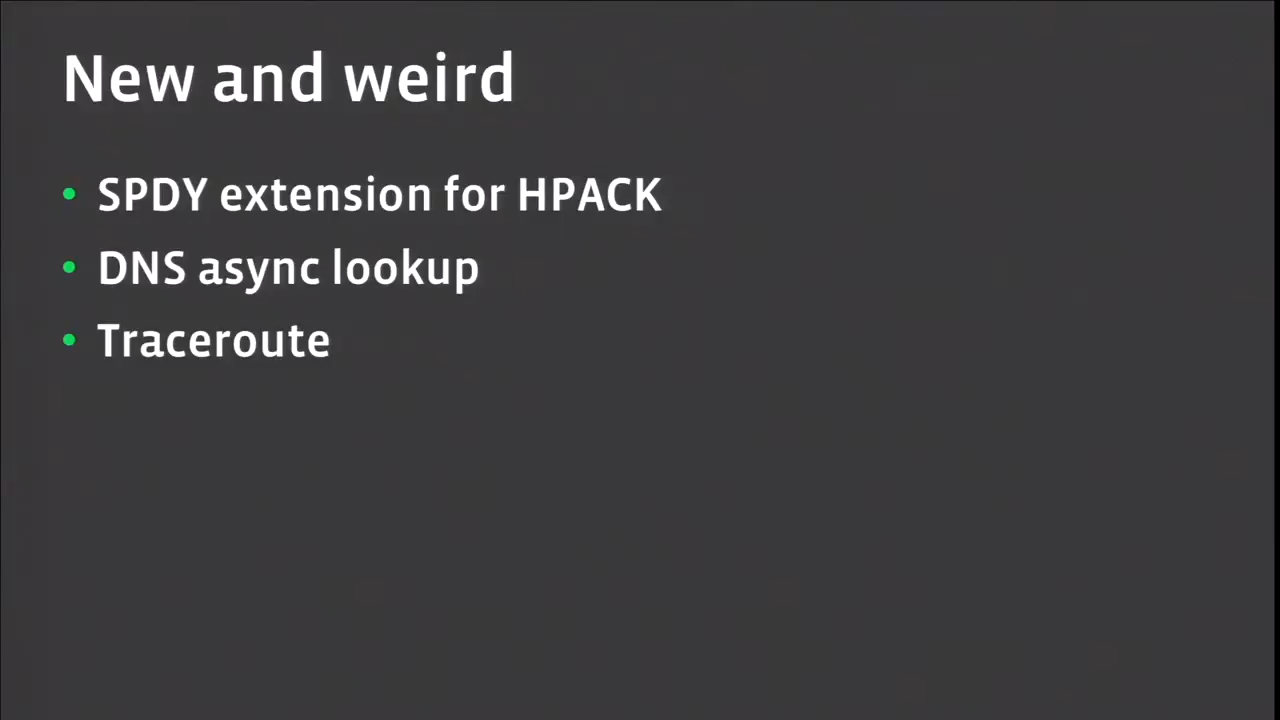 New and weird
• SPDY extension for HPACK
• DNS async lookup
• Traceroute